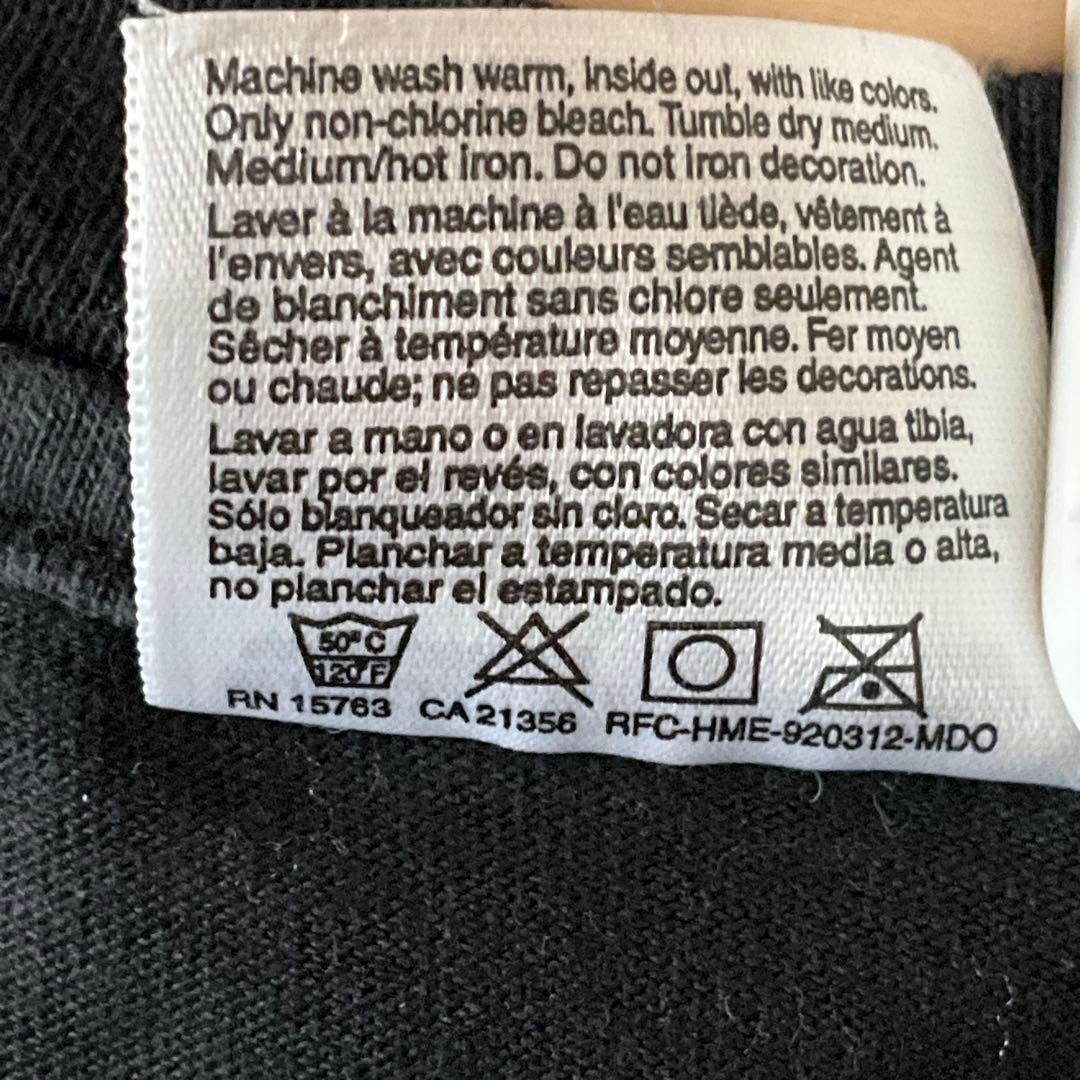 Machine wash warm, inside out, with like colors.
Only non-chlorine bleach. Tumble dry medium.
Medium/hot iron. Do not iron decoration.
Laver à la machine à l'eau tiède, vêtement à
l'envers, avec couleurs semblables. Agent
de blanchiment sans chlore seulement.
Sécher à température moyenne. Fer moyen
ou chaude; ne pas repasser les decorations.
Lavar a mano o en lavadora con agua tibia,
lavar por el revés, con colores similares.
Sólo blanqueador sin cloro. Secar a temperatura
baja. Planchar a temperatura media o alta,
no planchar el estampado.
50° C
120 F
RN 15763 CA 21356 RFC-HME-920312-MDO